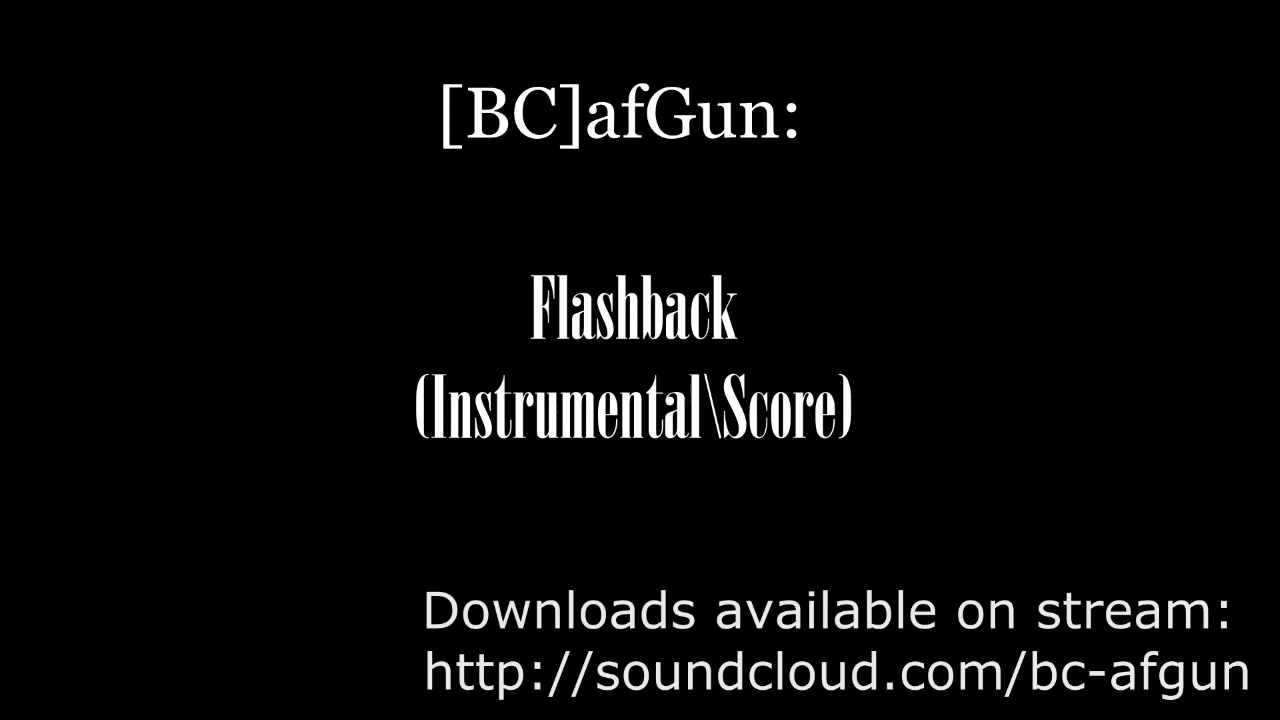 [BC]afGun:
Flashback
(Instrumental\Score)
Downloads available on stream:
http://soundcloud.com/bc-afgun